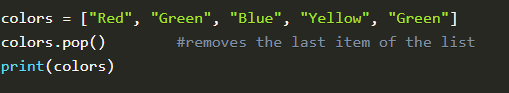 colors = ["Red", "Green", "Blue", "Yellow", "Green"]
colors.pop()         #removes the last item of the list
print(colors)